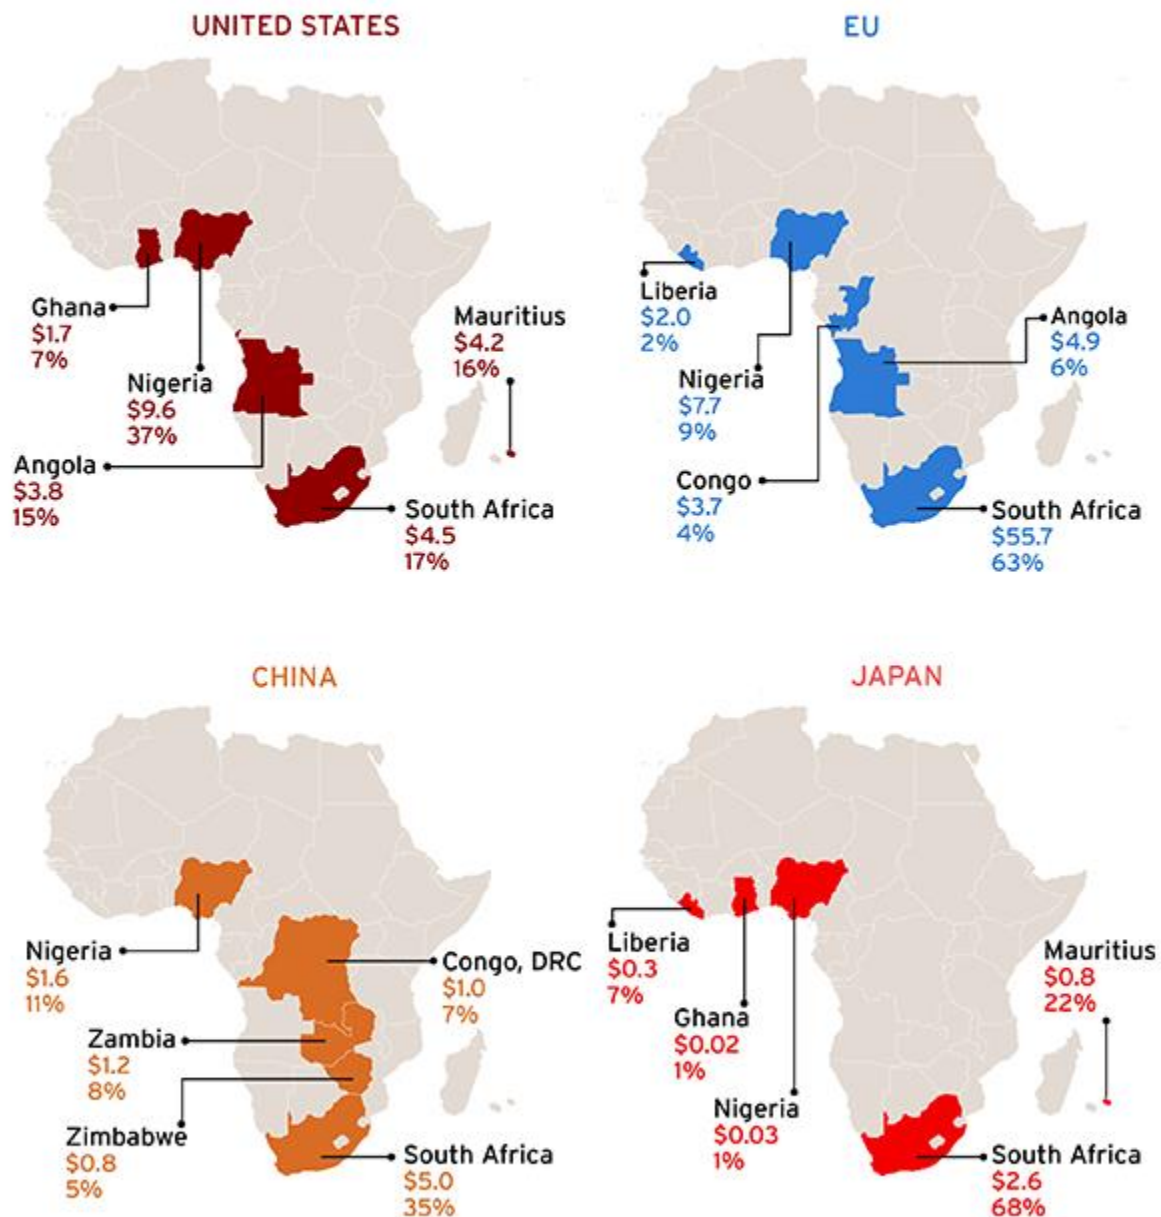 UNITED STATES
Ghana
$1.7
7%
Nigeria
$9.6
37%
Mauritius
$4.2
16%
Angola
$3.8
15%
South Africa
$4.5
17%
EU
Liberia
$2.0
2%
Nigeria
$7.7
9%
Angola
$4.9
6%
Congo
$3.7
4%
South Africa
$55.7
63%
CHINA
Nigeria
$1.6
11%
Congo, DRC
$1.0
7%
Zambia
$1.2
8%
Zimbabwe
$0.8
5%
South Africa
$5.0
35%
JAPAN
Liberia
$0.3
7%
Ghana
$0.02
1%
Nigeria
$0.03
1%
Mauritius
$0.8
22%
South Africa
$2.6
68%